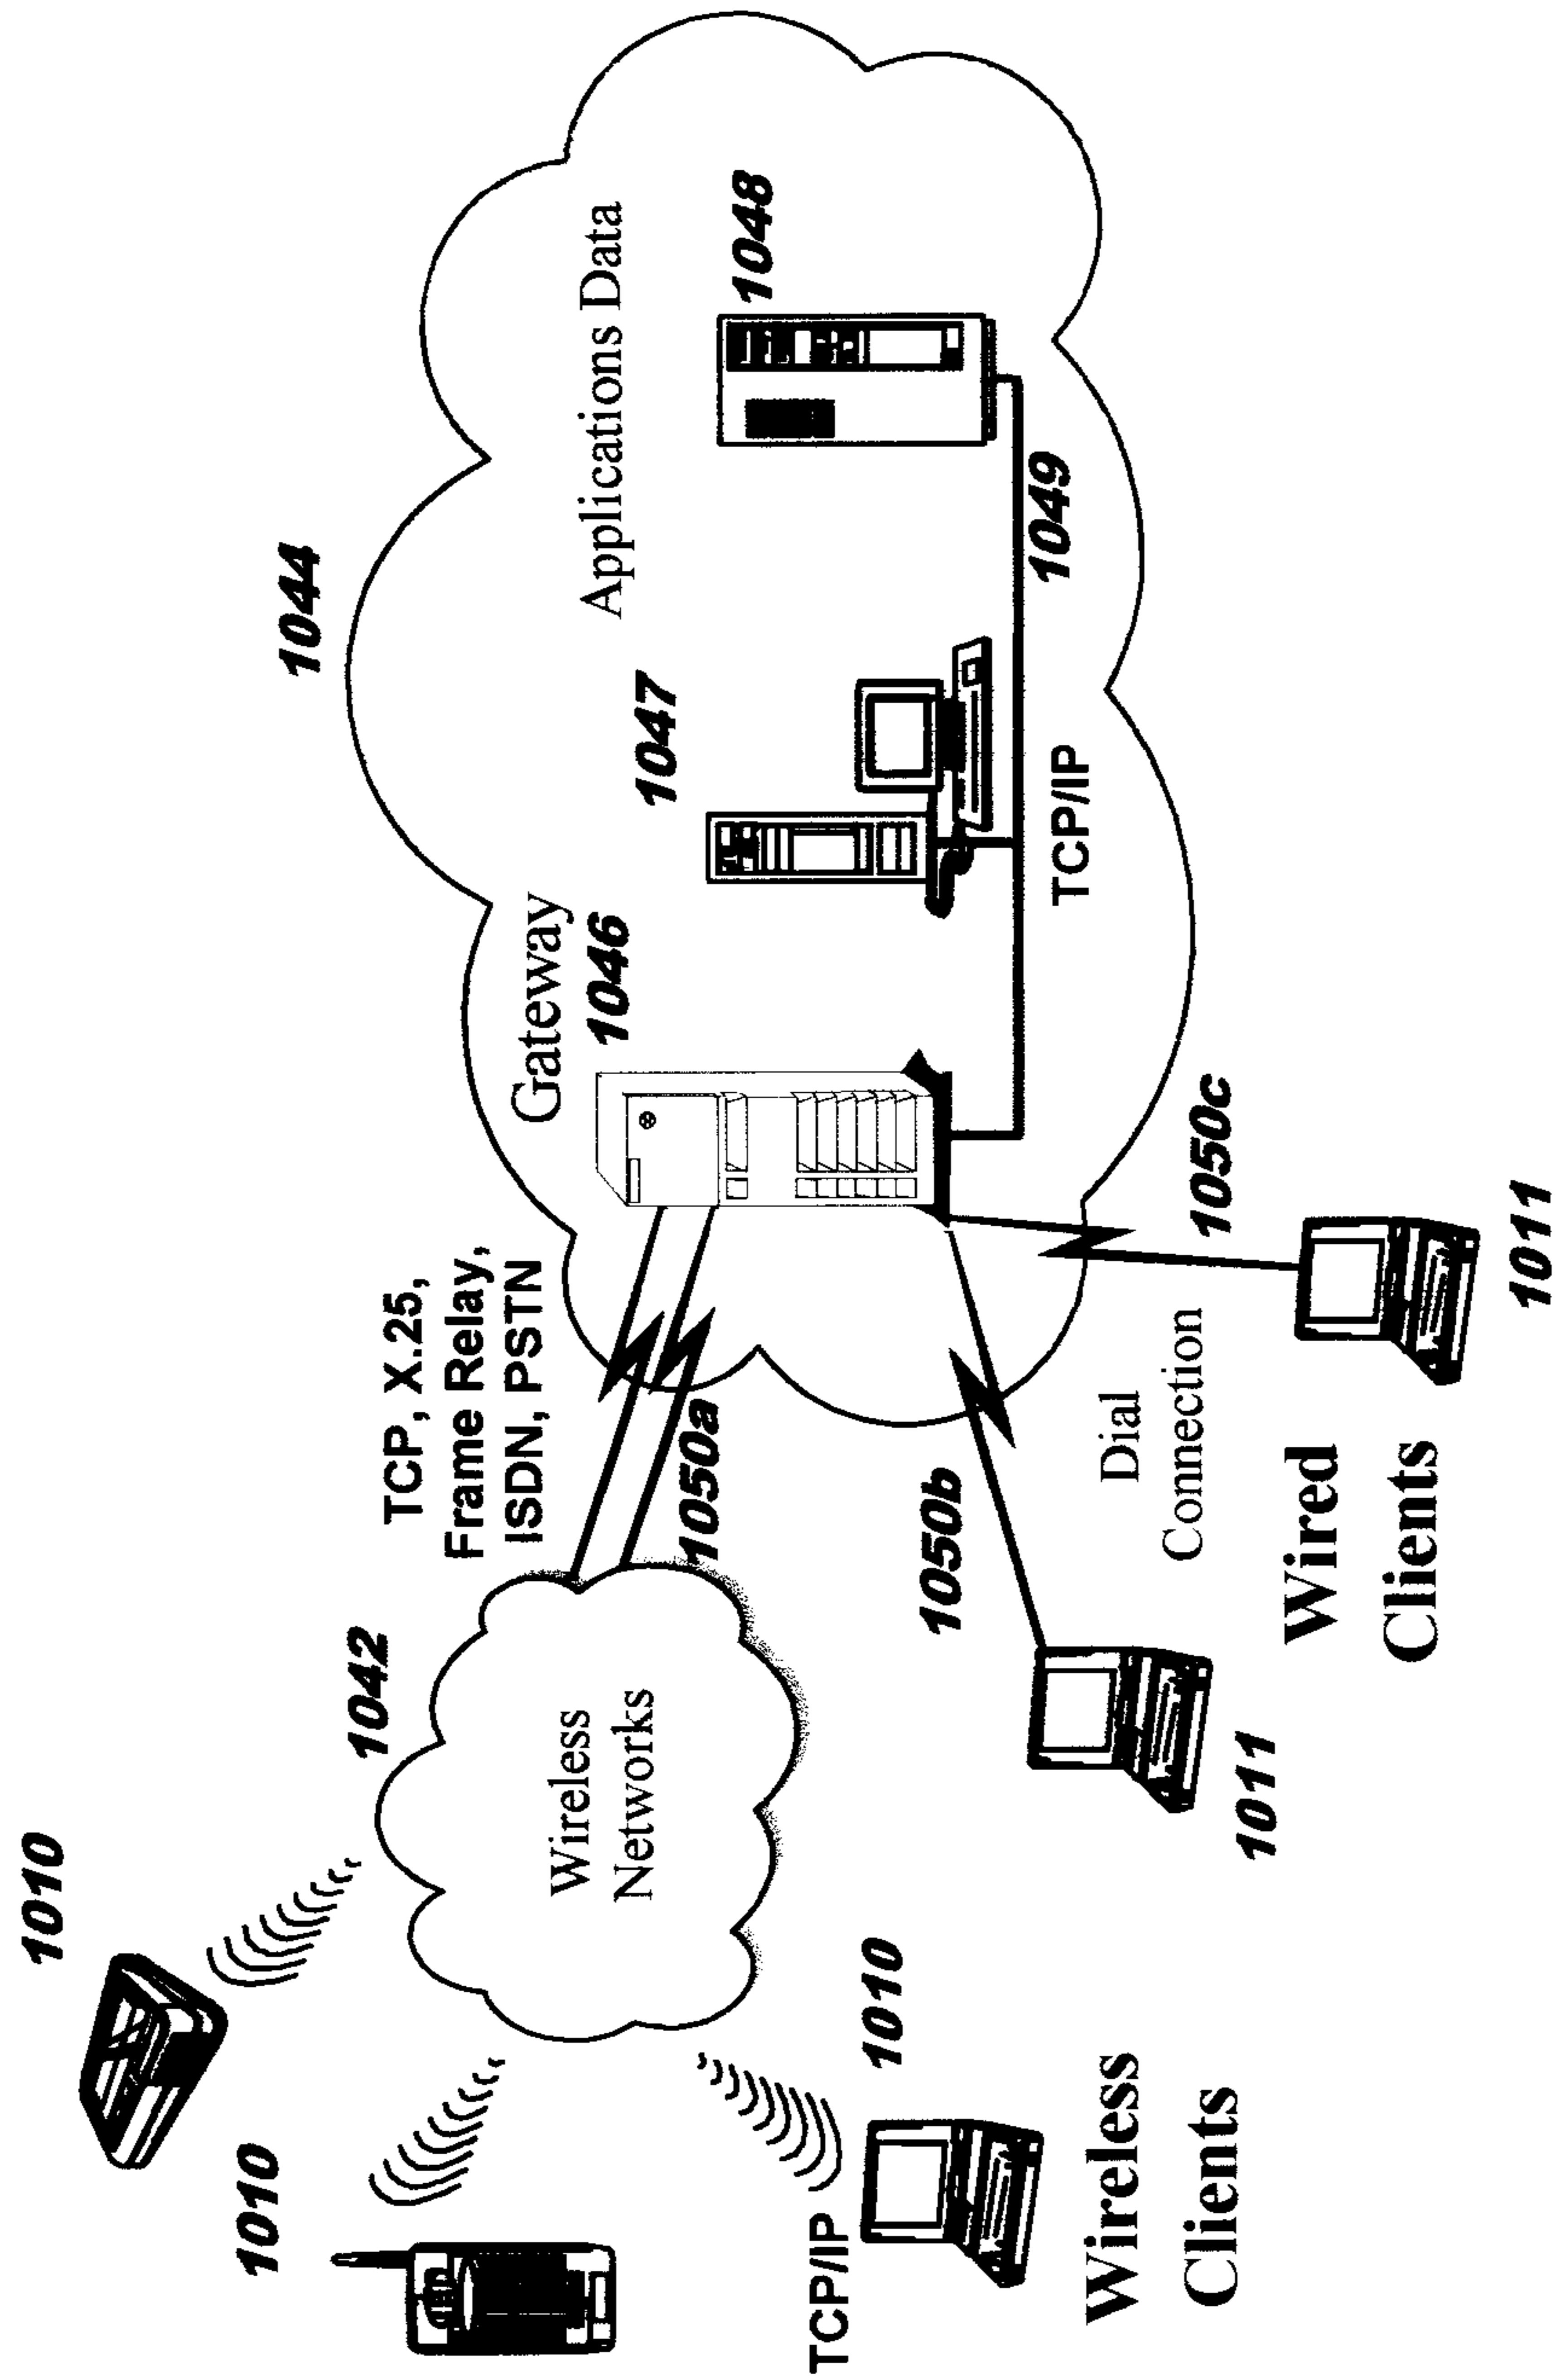 1010
1010
TCP/IP
1010
Wireless
Clients
1042
Wireless
Networks
TCP, X.25,
Frame Relay,
ISDN, PSTN
1050a
1050b
1011
Dial
Connection
Wired
Clients
1050c
1011
1044
Gateway
1046
1047
Applications Data
1048
1049
TCP/IP